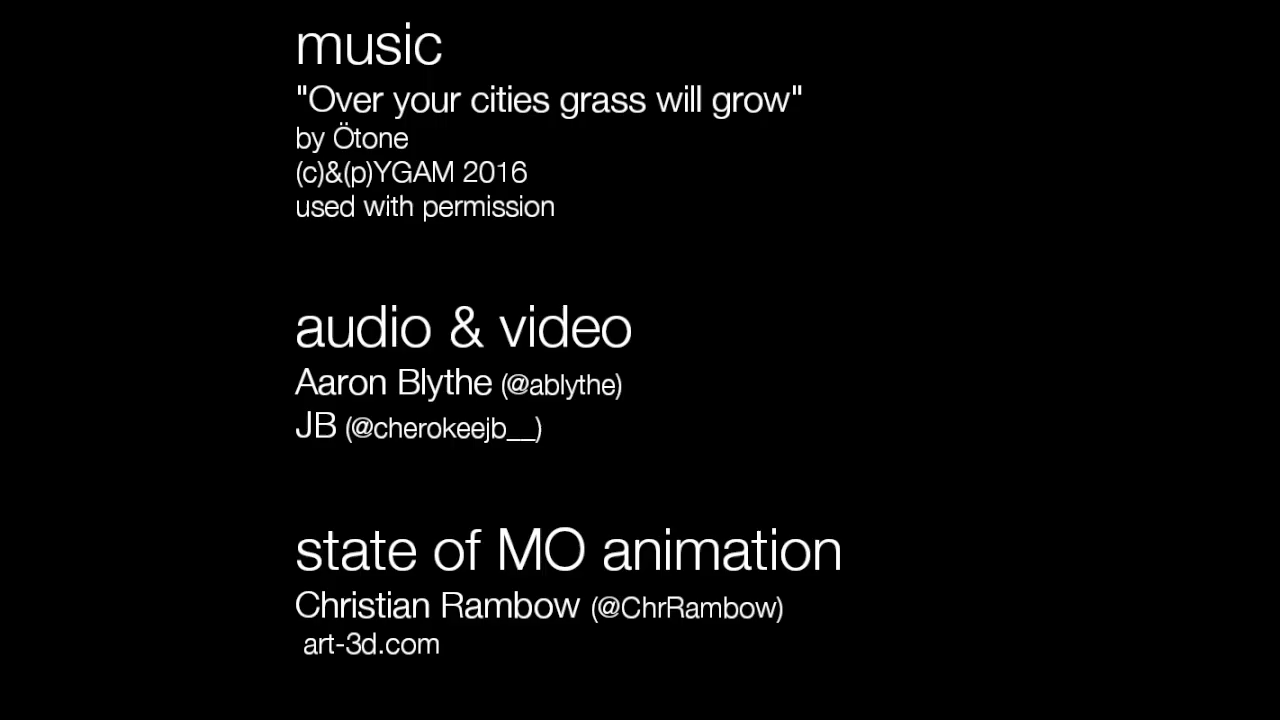 music
"Over your cities grass will grow"
by Ötone
(c)&(p)YGAM 2016
used with permission
audio & video
Aaron Blythe (@ablythe)
JB (@cherokeejb__)
state of MO animation
Christian Rambow (@ChrRambow)
art-3d.com